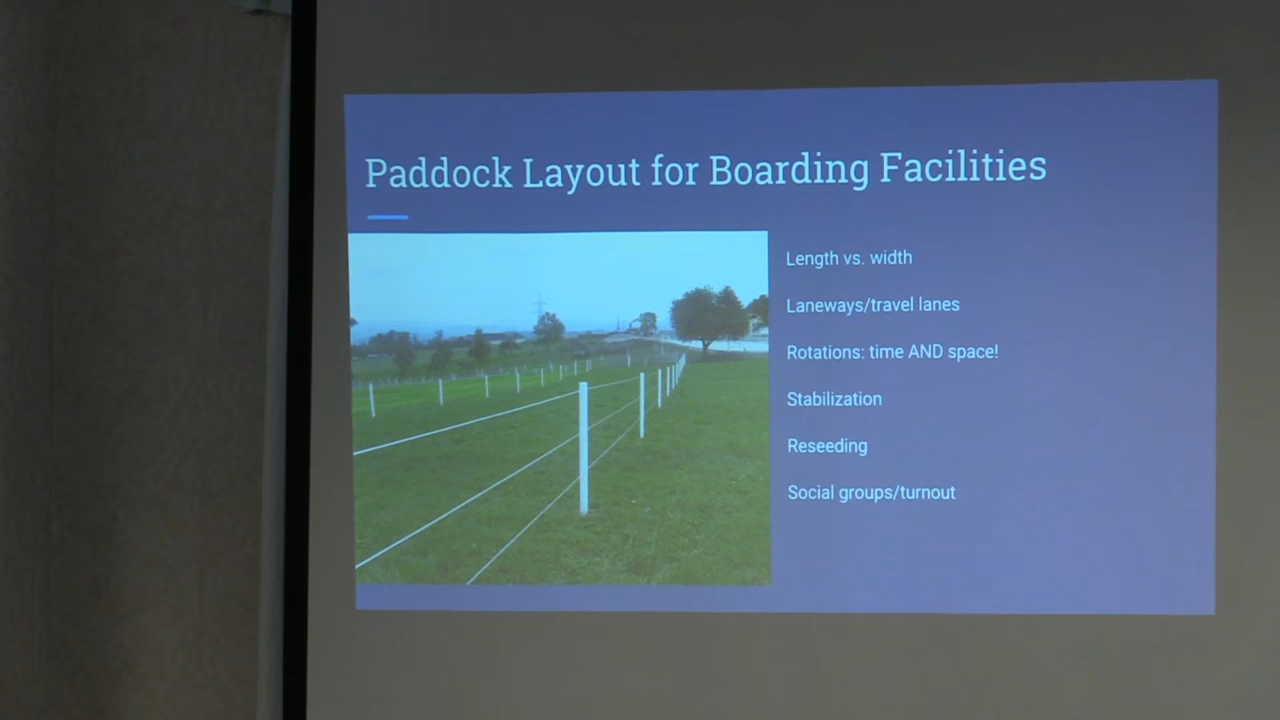 Paddock Layout for Boarding Facilities
Length vs. width
Laneways/travel lanes
Rotations: time AND space!
Stabilization
Reseeding
Social groups/turnout